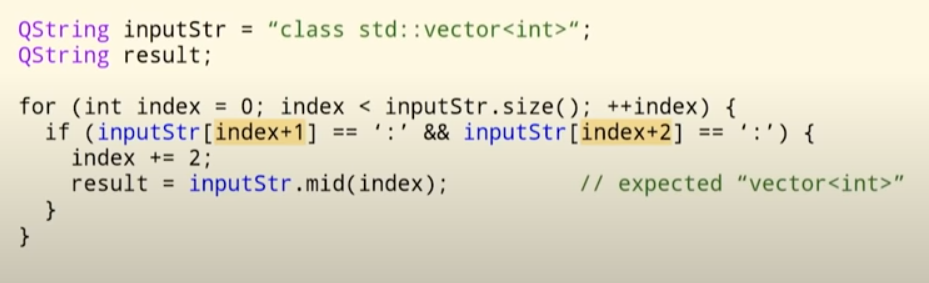 QString inputStr = “class std::vector<int>“;
QString result;
for (int index = 0; index < inputStr.size(); ++index) {
if (inputStr[index+1] == ‘:’ && inputStr[index+2] == ‘:’) {
index += 2;
result = inputStr.mid(index); // expected “vector<int>”
}
}